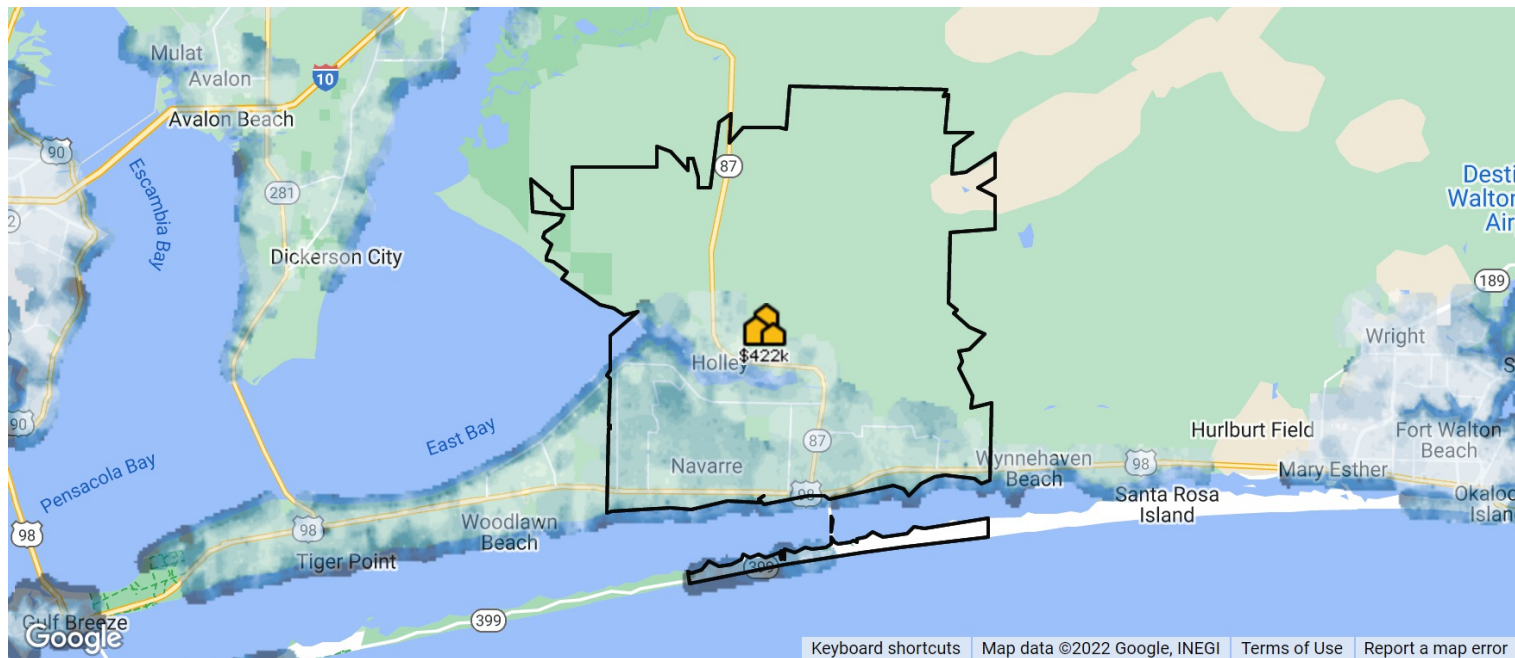 Mulat
Avalon
10
Avalon Beach
90
Escambia Bay
281
87
Desti
Walton
Air
2
Dickerson City
189
Wright
$422k
Holley
90
East Bay
87
Hurlburt Field
Fort Walton
Beach
Pensacola Bay
Navarre
Wynnehaven
Beach
98
Mary Esther
98
Santa Rosa
Island
Okaloo
Island
98
98
Woodlawn
Beach
Tiger Point
399
399
Gulf Breeze
Google
Keyboard shortcuts Map data ©2022 Google, INEGI Terms of Use Report a map error